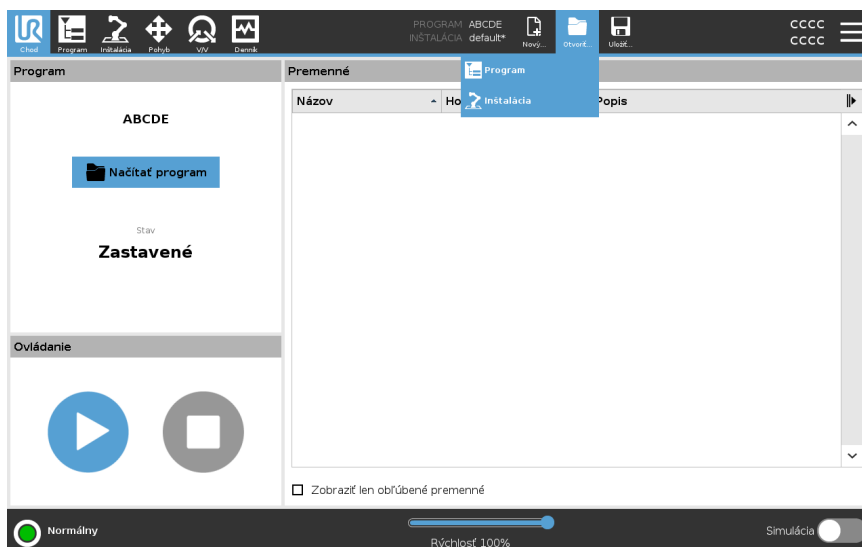 PROGRAM ABCDE
INŠTALÁCIA default*
Nový...
Otvoriť...
Uložiť...
CCCC
CCCC
Chod
Program
Inštalácia
Pohyb
V/V
Denník
Program
Inštalácia
Program
Premenné
Názov
Ho
Popis
ABCDE
Načítať program
Stav
Zastavené
Ovládanie
Zobraziť len obľúbené premenné
Normálny
Rýchlosť 100%
Simulácia